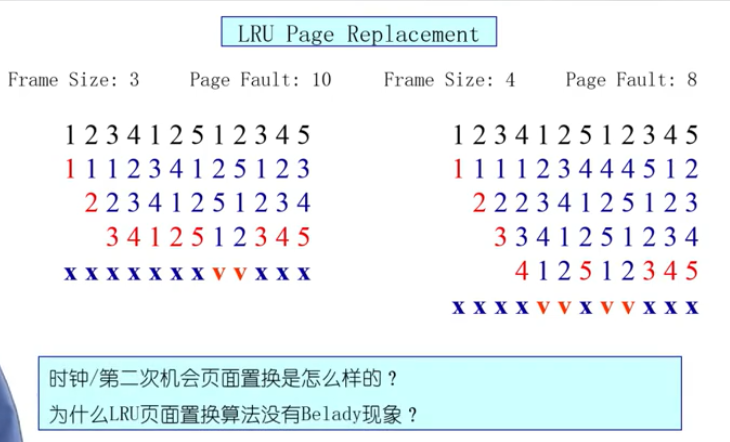 LRU Page Replacement
Frame Size: 3 Page Fault: 10
1 2 3 4 1 2 5 1 2 3 4 5
1 1 1 2 3 4 1 2 5 1 2 3
2 2 3 4 1 2 5 1 2 3 4
3 4 1 2 5 1 2 3 4 5
x x x x x x x v v x x x
Frame Size: 4 Page Fault: 8
1 2 3 4 1 2 5 1 2 3 4 5
1 1 1 1 2 3 4 4 4 5 1 2
2 2 2 3 4 1 2 5 1 2 3
3 3 4 1 2 5 1 2 3 4
4 1 2 5 1 2 3 4 5
x x x x v v x v v x x x
时钟/第二次机会页面置换是怎么样的？
为什么LRU页面置换算法没有Belady现象？